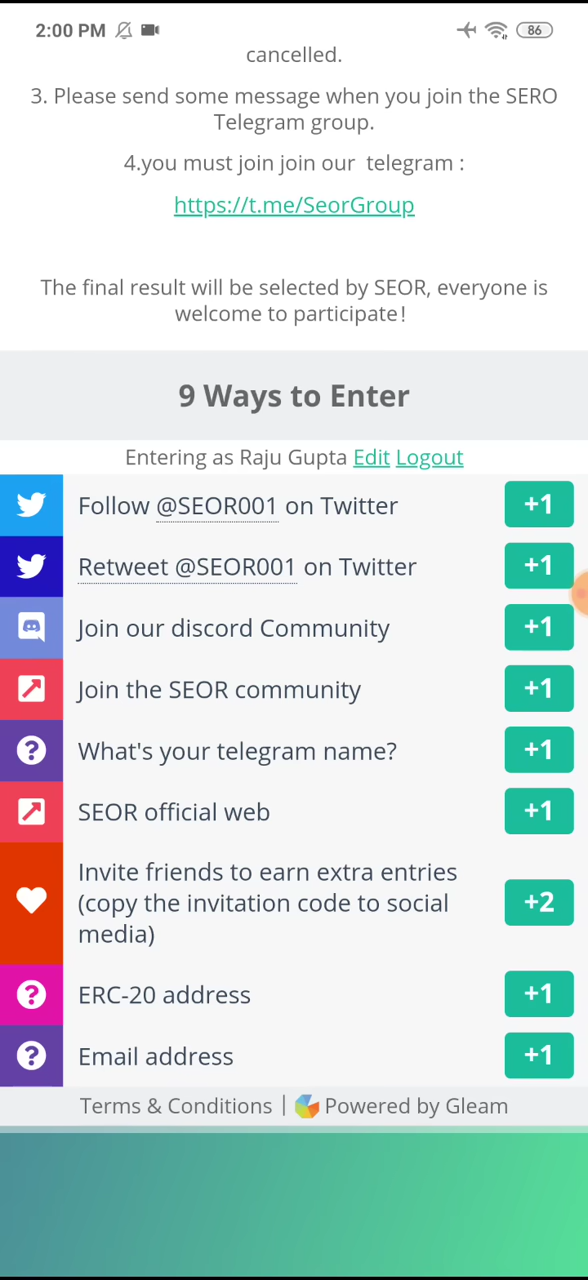 2:00 PM
86
cancelled.
3. Please send some message when you join the SERO
Telegram group.
4.you must join join our telegram :
https://t.me/SeorGroup
The final result will be selected by SEOR, everyone is
welcome to participate!
9 Ways to Enter
Entering as Raju Gupta Edit Logout
Follow @SEOR001 on Twitter +1
Retweet @SEOR001 on Twitter +1
Join our discord Community +1
Join the SEOR community +1
What's your telegram name? +1
SEOR official web +1
Invite friends to earn extra entries
(copy the invitation code to social
media)
+2
ERC-20 address +1
Email address +1
Terms & Conditions | Powered by Gleam